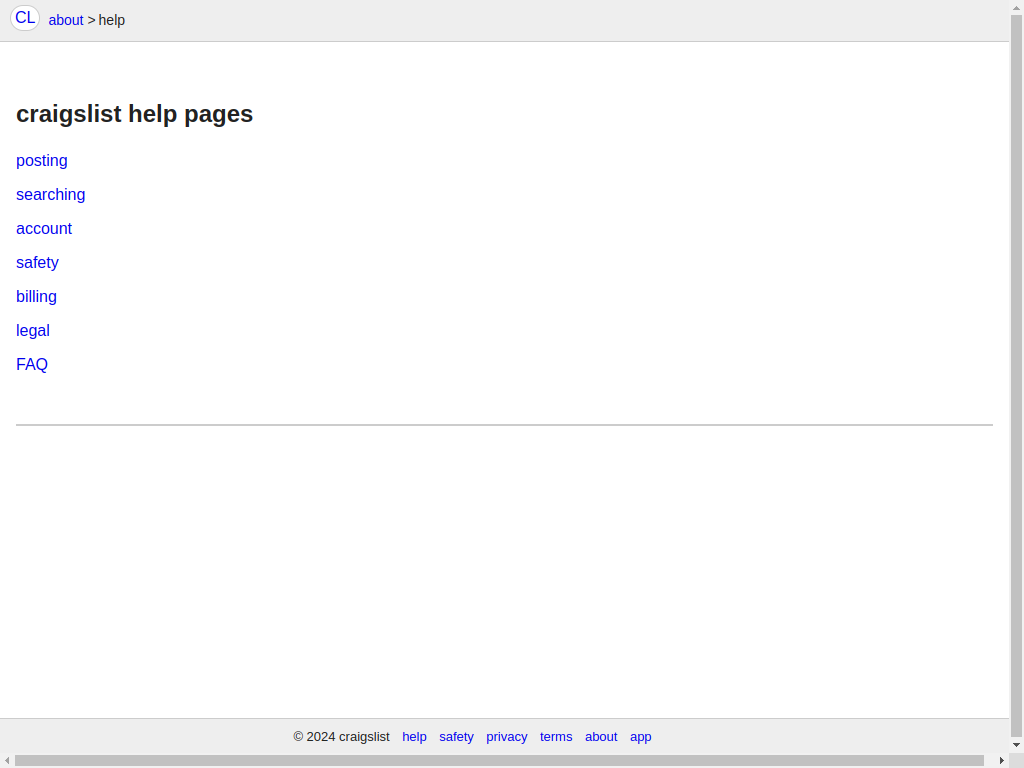 CL about > help
craigslist help pages
posting
searching
account
safety
billing
legal
FAQ
© 2024 craigslist help safety privacy terms about app